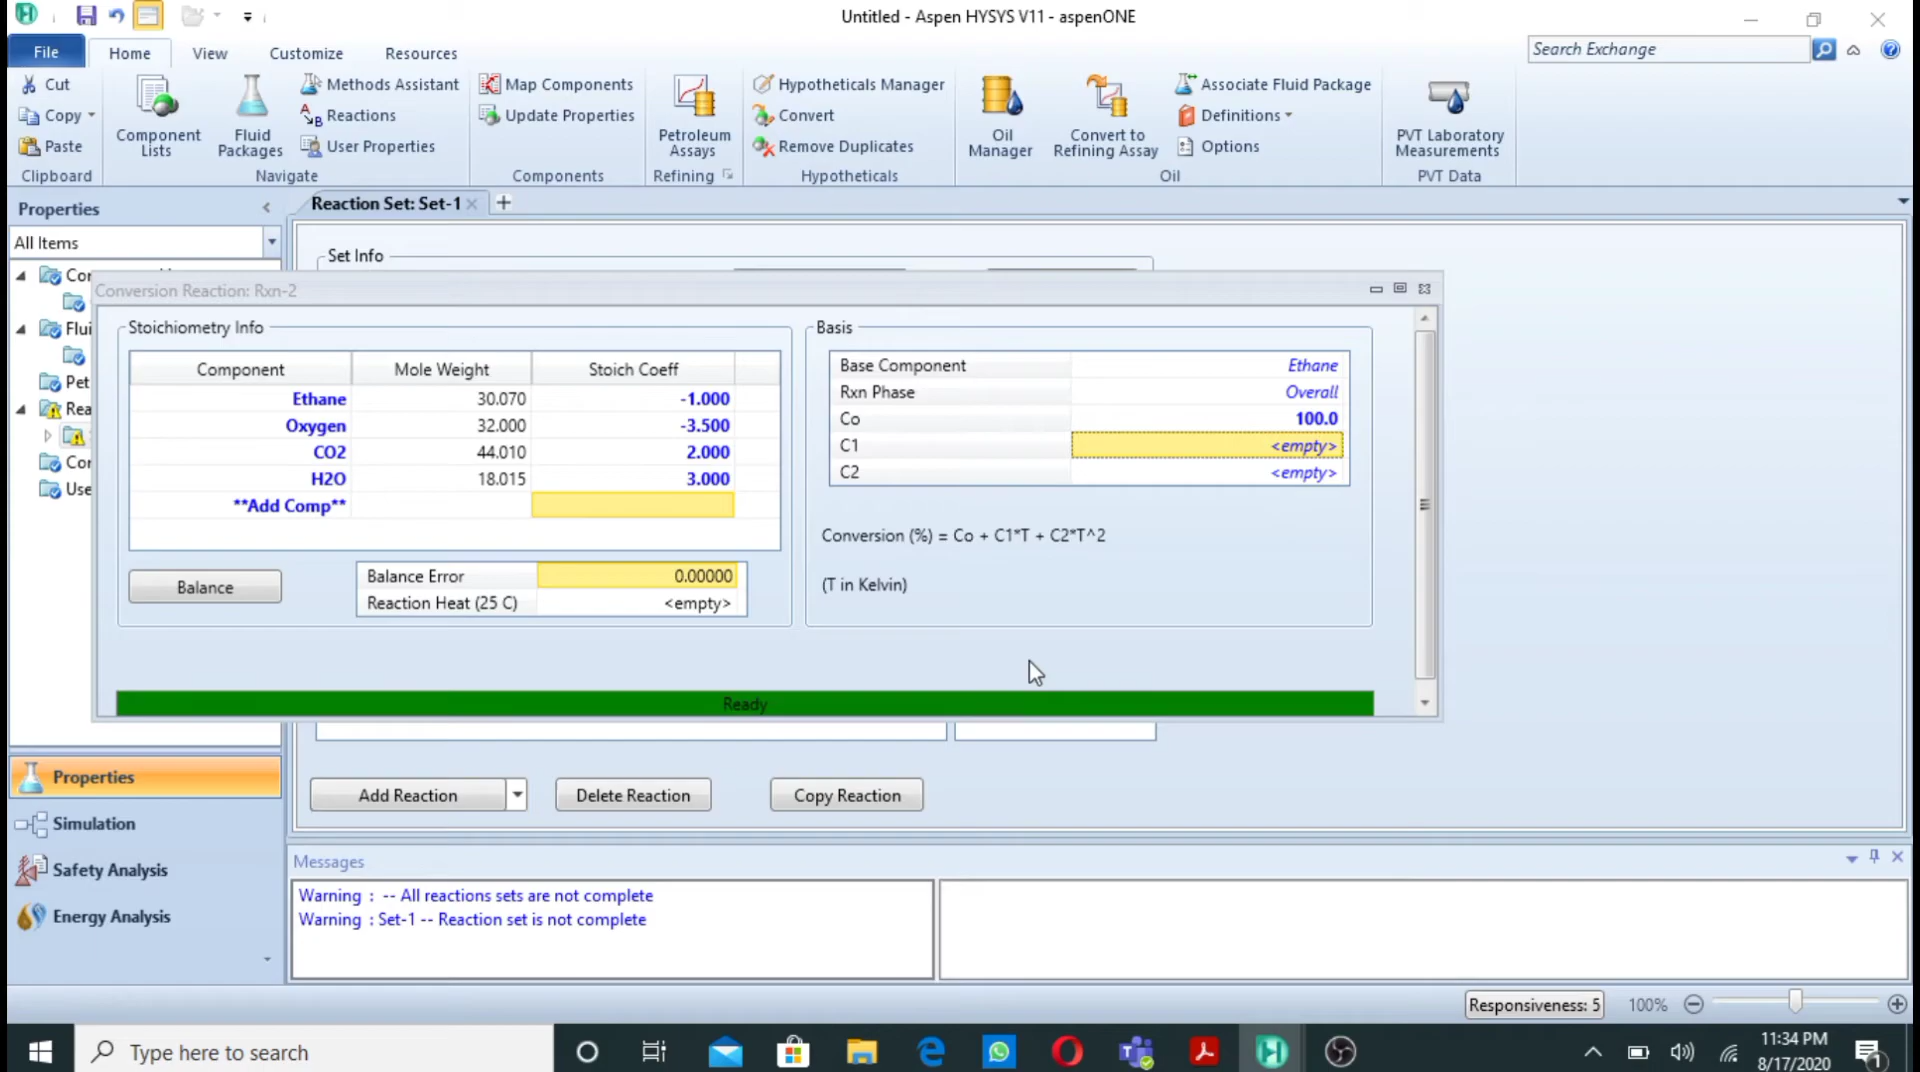 Untitled - Aspen HYSYS V11 - aspenONE
File Home View Customize Resources
Search Exchange
Cut
Copy
Paste
Clipboard
Component Lists
Fluid Packages
Methods Assistant
Reactions
User Properties
Navigate
Map Components
Update Properties
Components
Petroleum Assays
Refining
Hypotheticals Manager
Convert
Remove Duplicates
Hypotheticals
Oil Manager
Convert to Refining Assay
Associate Fluid Package
Definitions
Options
Oil
PVT Laboratory Measurements
PVT Data
Properties
All Items
Reaction Set: Set-1
Set Info
Con
Flui
Pet
Rea
Con
Use
Conversion Reaction: Rxn-2
Stoichiometry Info
Component Mole Weight Stoich Coeff
Ethane 30.070 -1.000
Oxygen 32.000 -3.500
CO2 44.010 2.000
H2O 18.015 3.000
**Add Comp**
Balance
Balance Error 0.00000
Reaction Heat (25 C) <empty>
Basis
Base Component Ethane
Rxn Phase Overall
Co 100.0
C1 <empty>
C2 <empty>
Conversion (%) = Co + C1*T + C2*T^2
(T in Kelvin)
Ready
Add Reaction Delete Reaction Copy Reaction
Properties
Simulation
Safety Analysis
Energy Analysis
Messages
Warning : -- All reactions sets are not complete
Warning : Set-1 -- Reaction set is not complete
Responsiveness: 5 100%
Type here to search
11:34 PM
8/17/2020
1